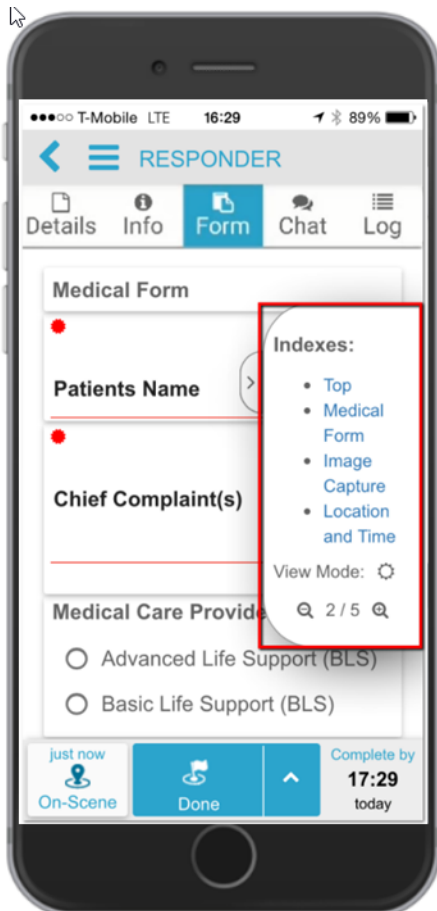 T-Mobile LTE 16:29 89%
RESPONDER
Details Info Form Chat Log
Medical Form
Patients Name
Chief Complaint(s)
Indexes:
Top
Medical
Form
Image
Capture
Location
and Time
View Mode:
2 / 5
Medical Care Provide
Advanced Life Support (BLS)
Basic Life Support (BLS)
just now
On-Scene
Done
Complete by
17:29
today